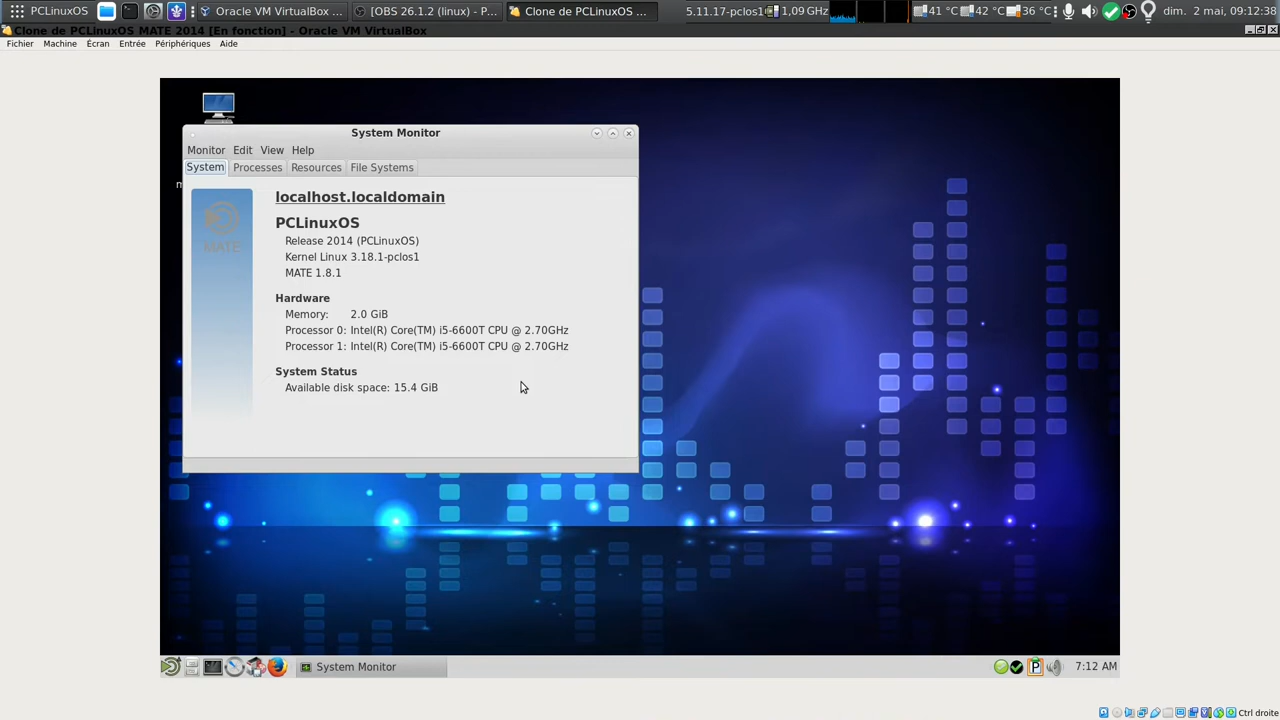 PCLinuxOS Oracle VM VirtualBox ... [OBS 26.1.2 (linux) - P... Clone de PCLinuxOS ... 5.1.117-pclos1 1,09GHz 41 °C 42 °C 36 °C dim. 2 mai, 09:12:38
Clone de PCLinuxOS MATE 2014 [En fonction] - Oracle VM VirtualBox
Fichier Machine Écran Entrée Périphériques Aide
System Monitor
Monitor Edit View Help
System Processes Resources File Systems
m
MATE
localhost.localdomain
PCLinuxOS
Release 2014 (PCLinuxOS)
Kernel Linux 3.18.1-pclos1
MATE 1.8.1
Hardware
Memory: 2.0 GiB
Processor 0: Intel(R) Core(TM) i5-6600T CPU @ 2.70GHz
Processor 1: Intel(R) Core(TM) i5-6600T CPU @ 2.70GHz
System Status
Available disk space: 15.4 GiB
System Monitor P 7:12 AM
Ctrl droite